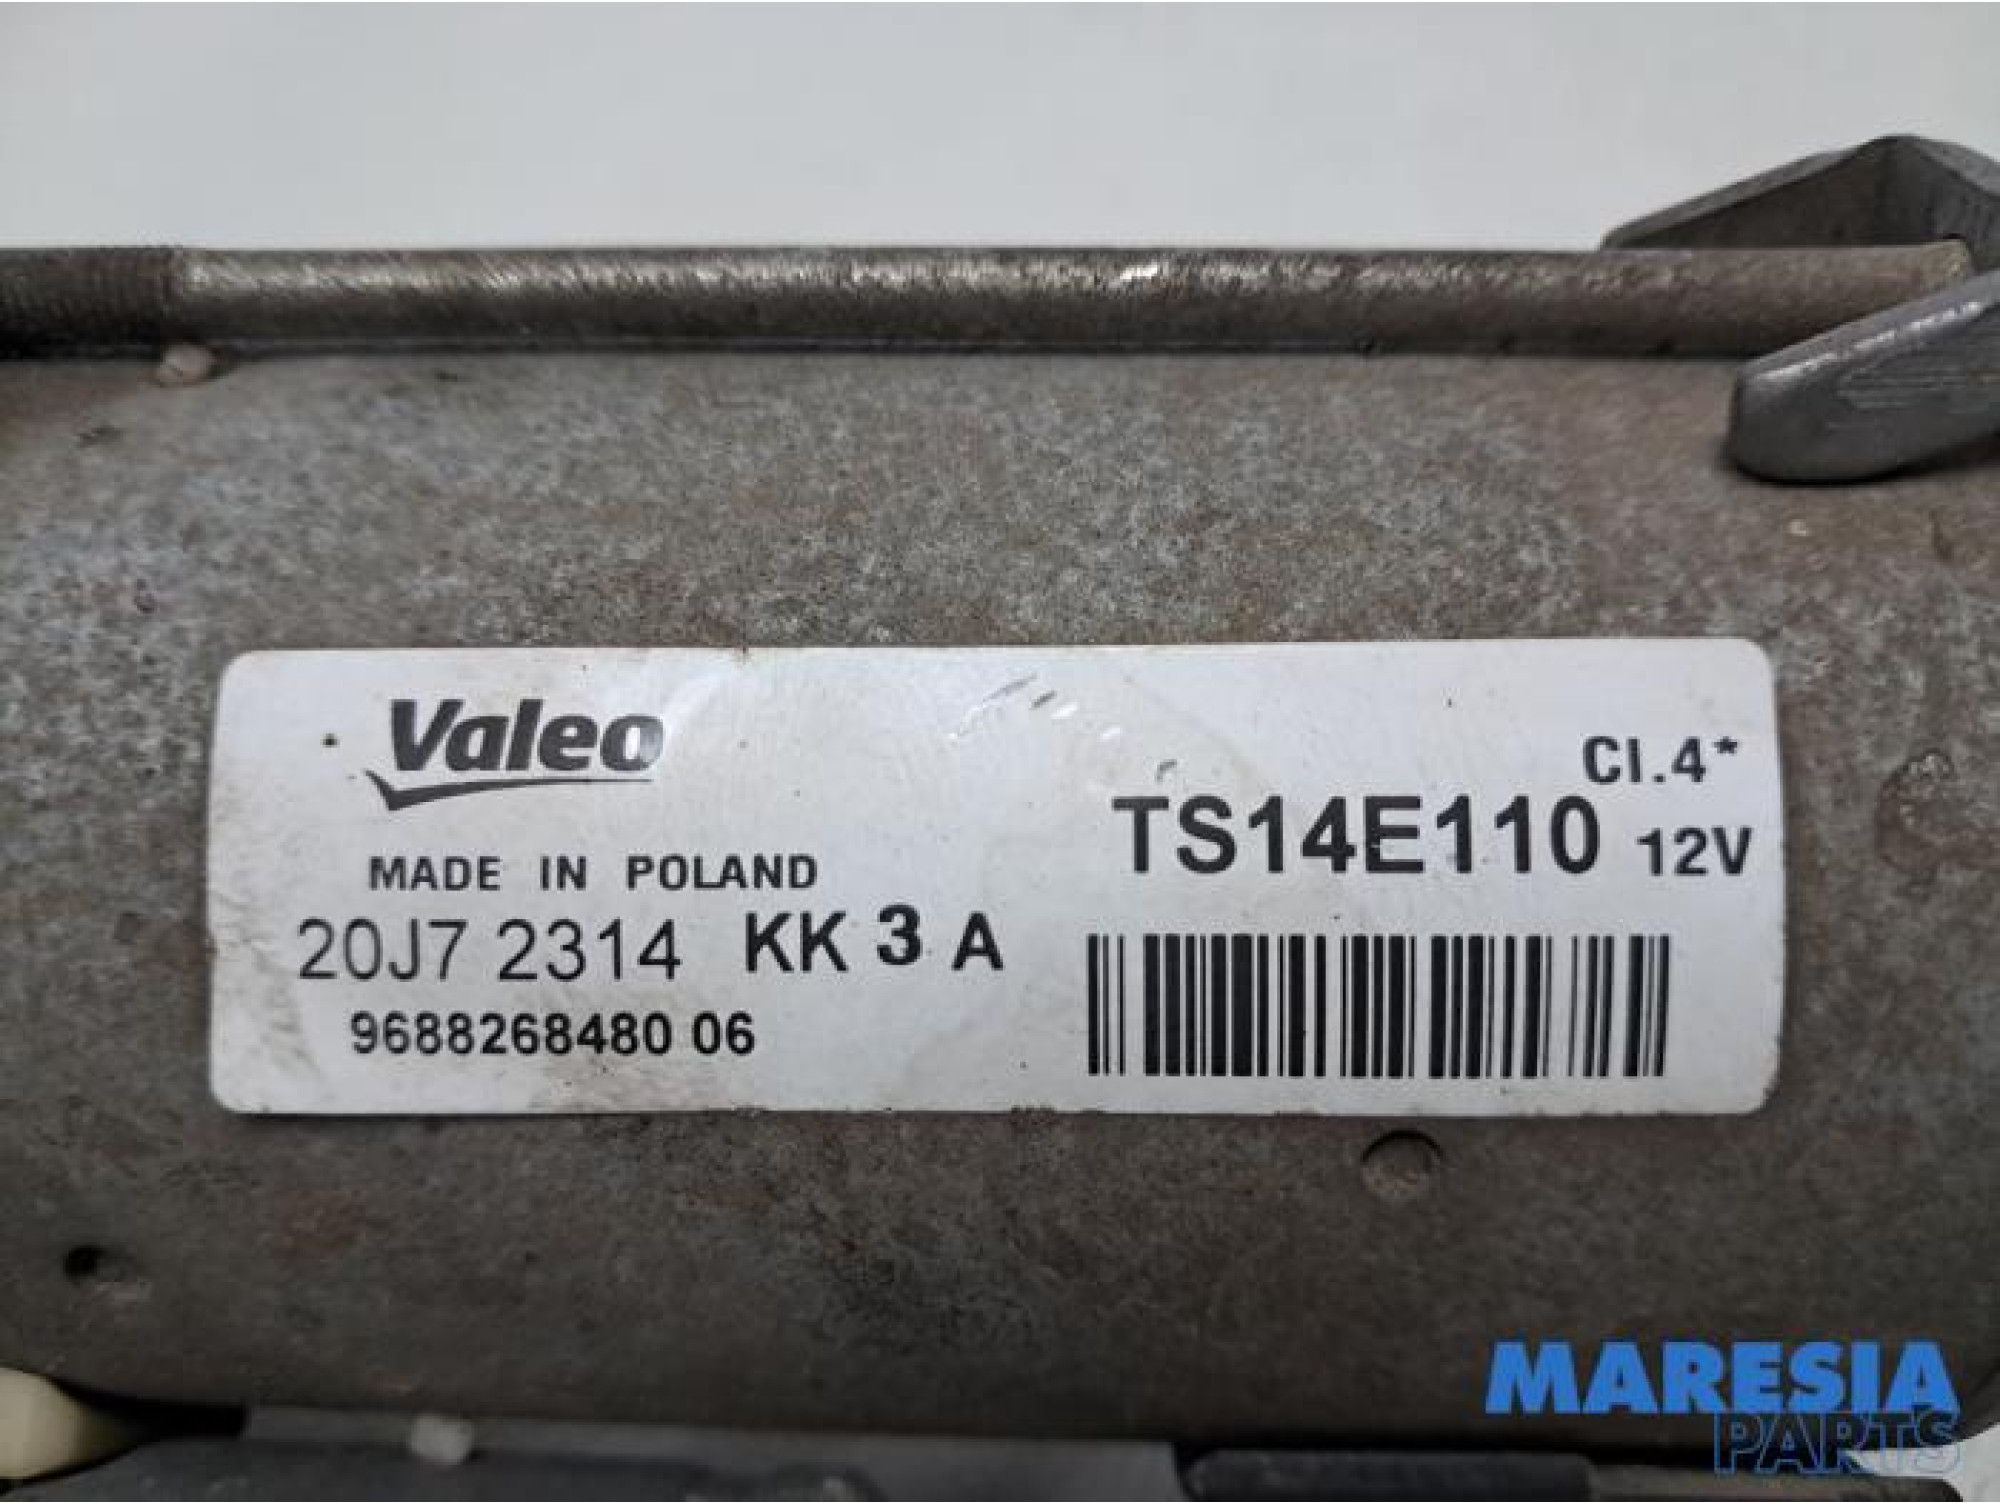 Valeo
MADE IN POLAND
20J7 2314 KK 3 A
9688268480 06
Cl.4*
TS14E110 12V
MARESIA
PARTS